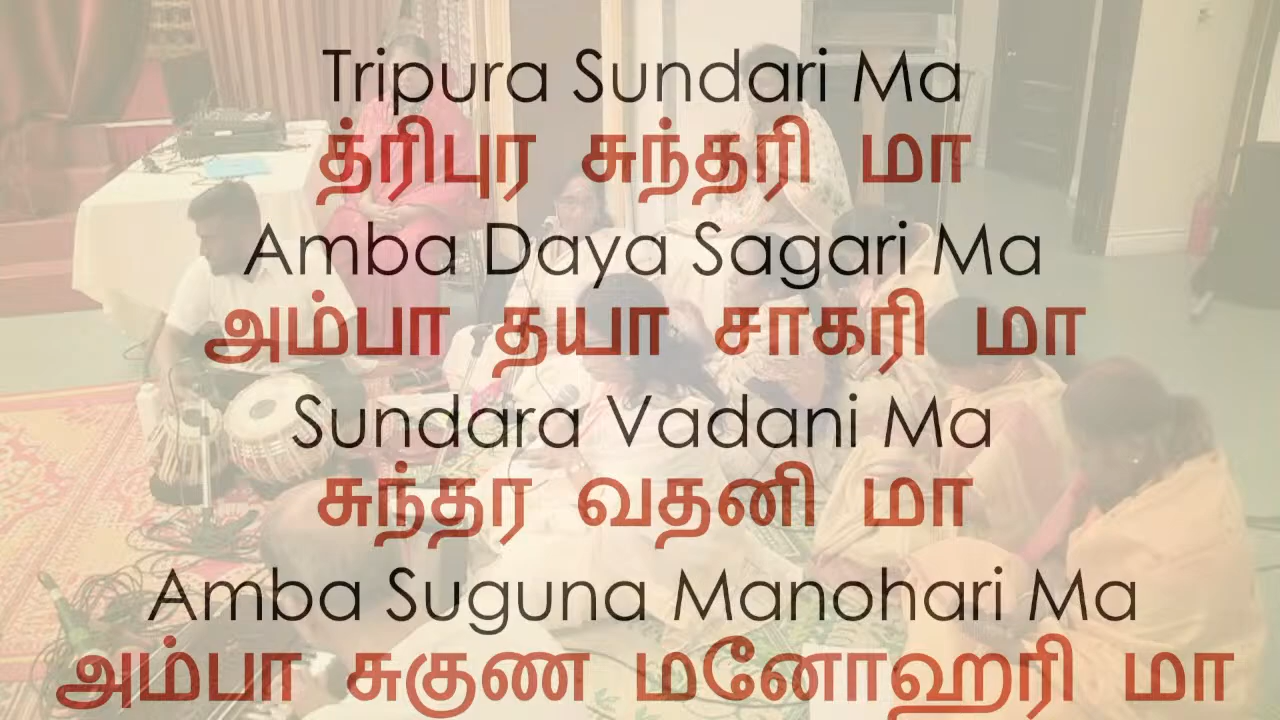 Tripura Sundari Ma
த்ரிபுர சுந்தரி மா
Amba Daya Sagari Ma
அம்பா தயா சாகரி மா
Sundara Vadani Ma
சுந்தர வதனி மா
Amba Suguna Manohari Ma
அம்பா சுகுண மனோஹரி மா